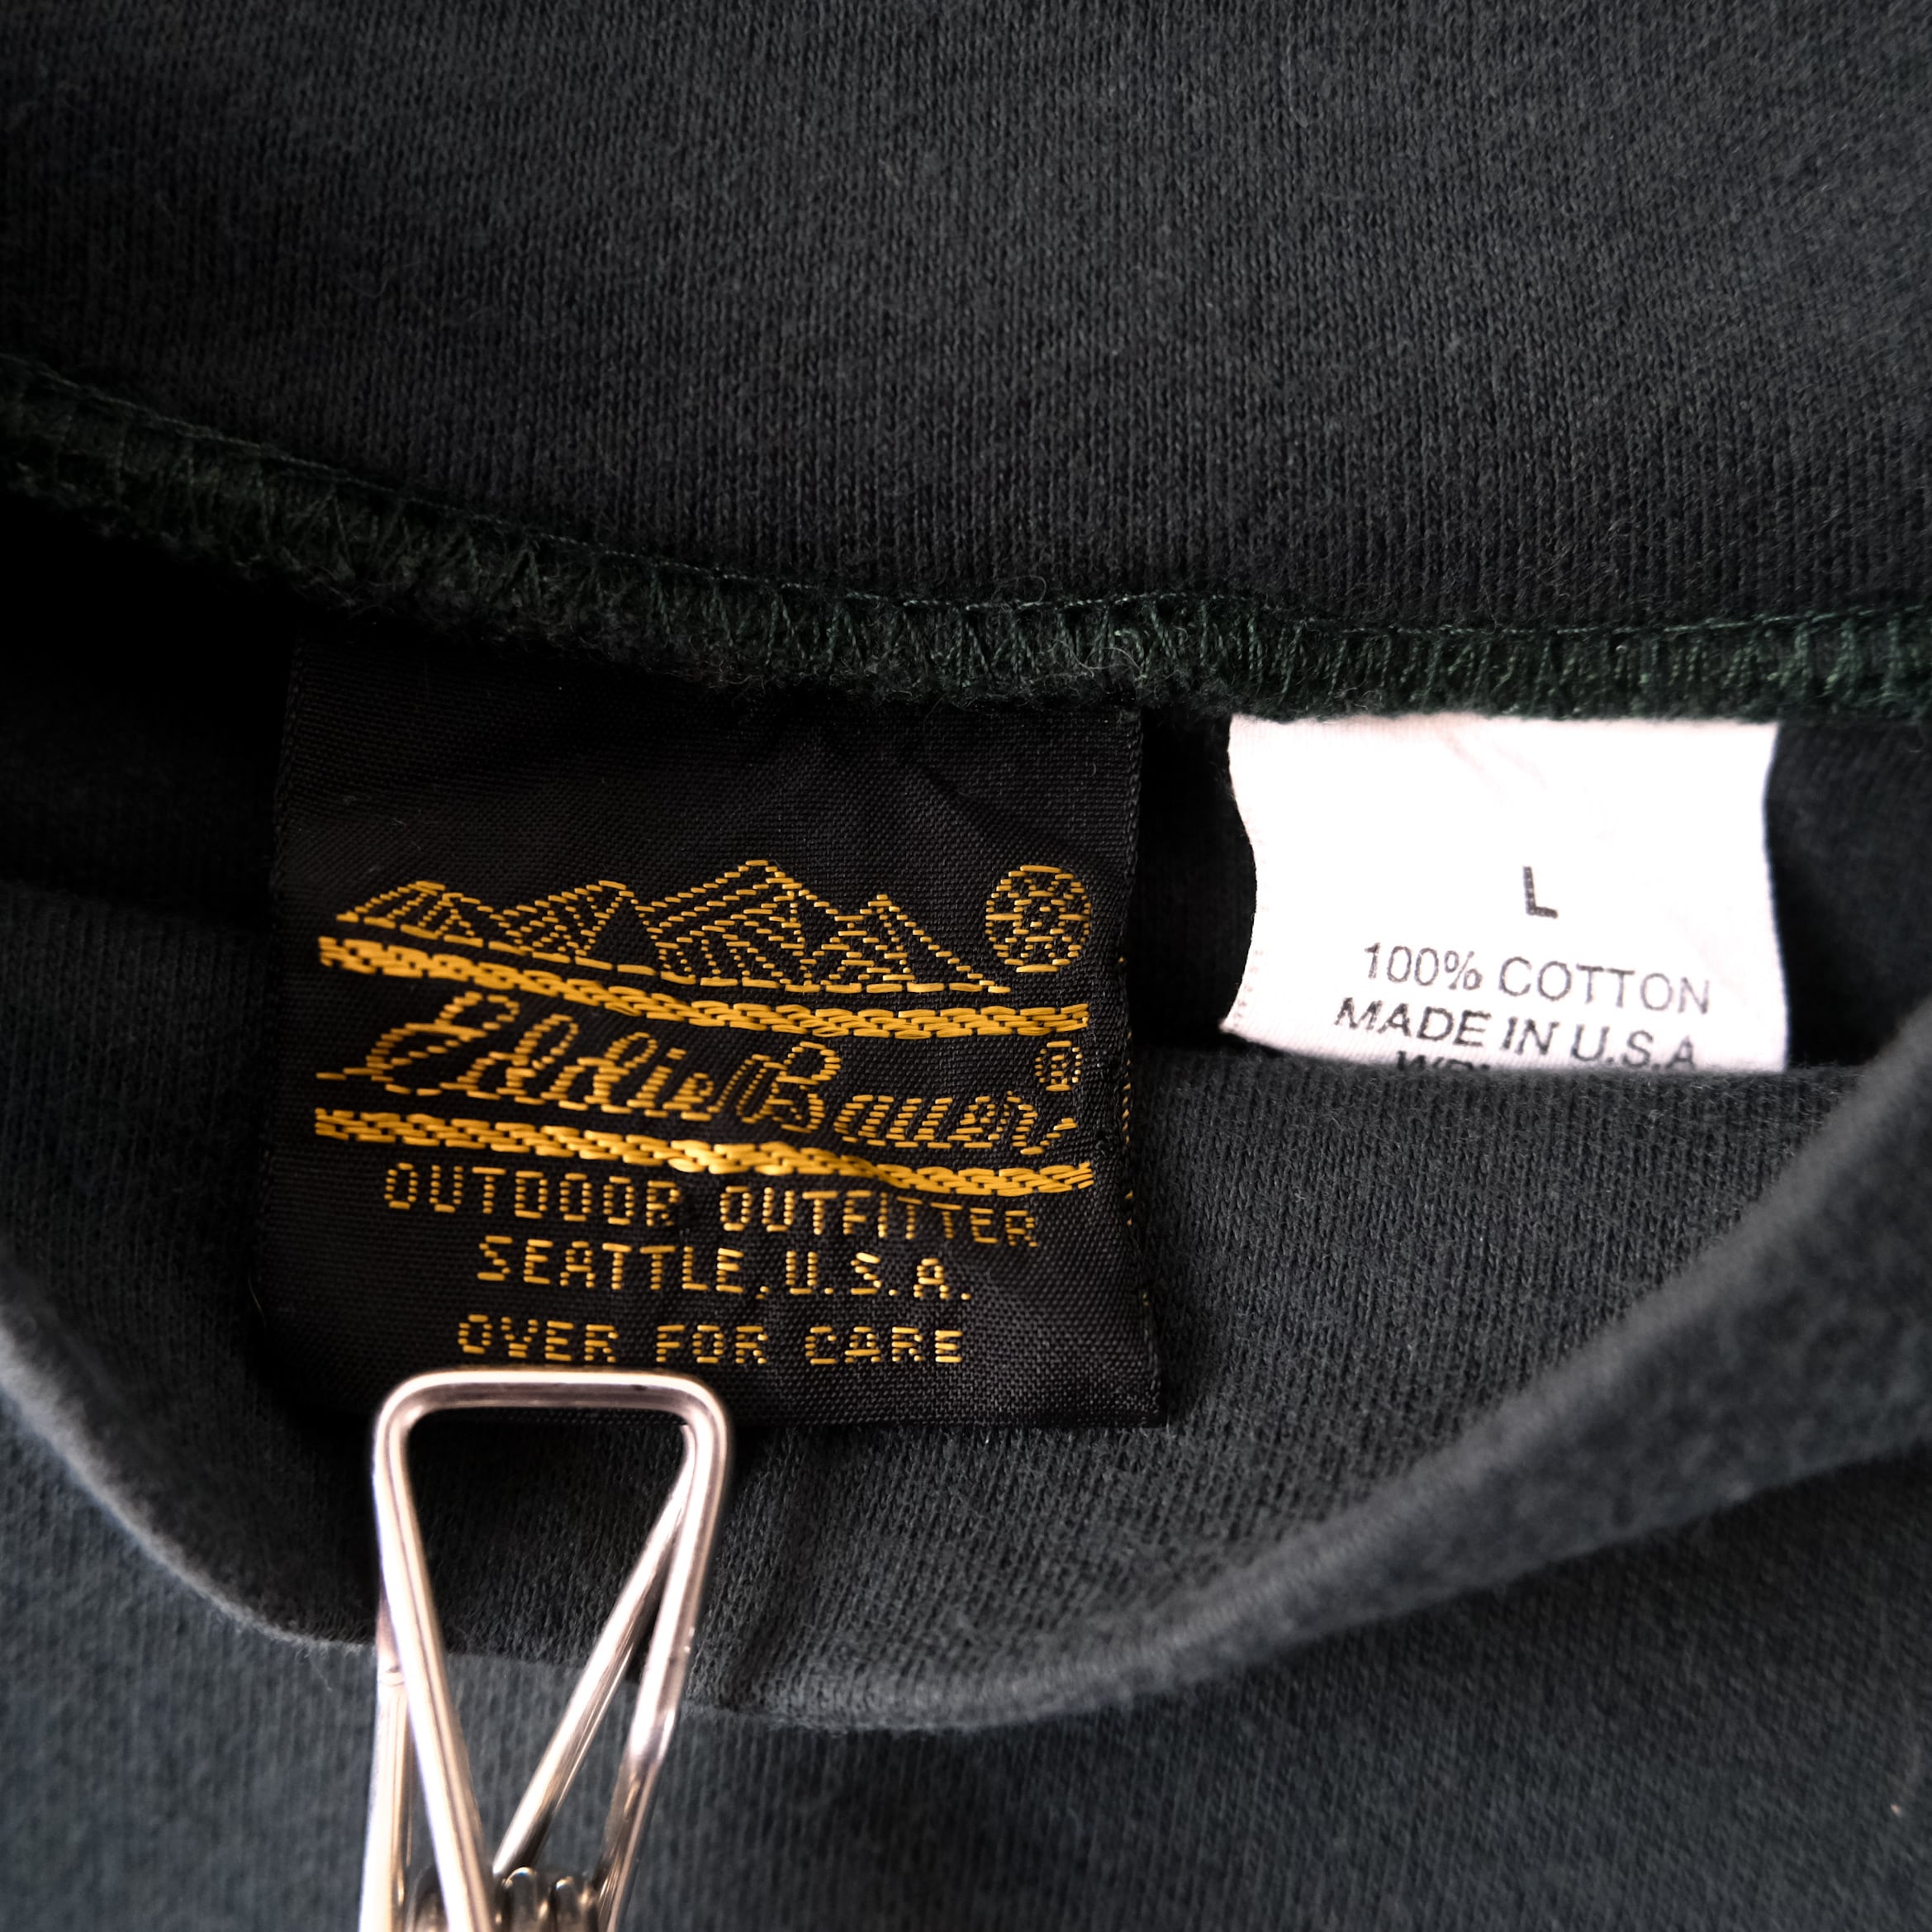 Eddie Bauer®
OUTDOOR OUTFITTER
SEATTLE, U.S.A.
OVER FOR CARE
L
100% COTTON
MADE IN U.S.A